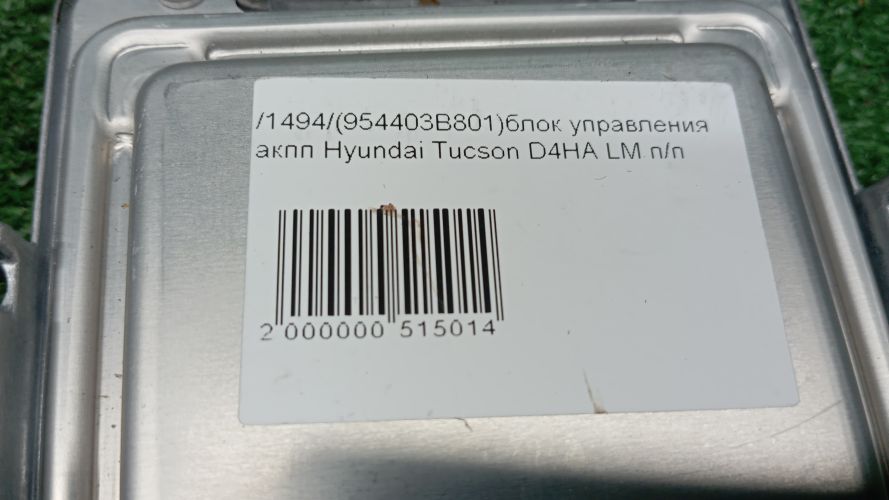 /1494/(954403B801)блок управления
акпп Hyundai Tucson D4HA LM п/п
2 000000 515014